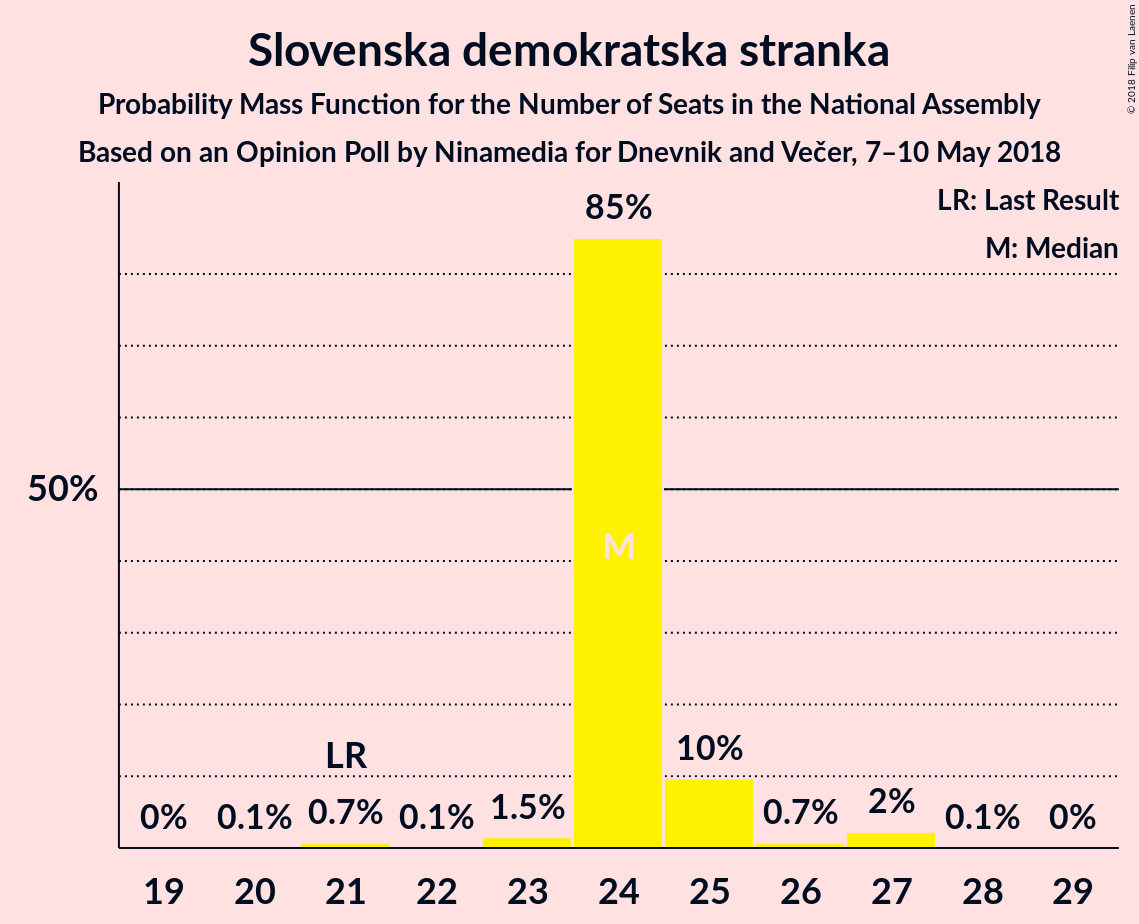 Slovenska demokratska stranka
Probability Mass Function for the Number of Seats in the National Assembly
Based on an Opinion Poll by Ninamedia for Dnevnik and Večer, 7–10 May 2018
© 2018 Filip van Laenen
LR: Last Result
M: Median
85%
50%
M
LR
10%
0% 0.1% 0.7% 0.1% 1.5% 0.7% 2% 0.1% 0%
19 20 21 22 23 24 25 26 27 28 29